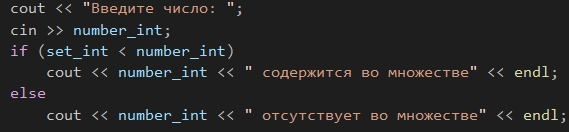 cout << "Введите число: ";
cin >> number_int;
if (set_int < number_int)
    cout << number_int << " содержится во множестве" << endl;
else
    cout << number_int << " отсутствует во множестве" << endl;